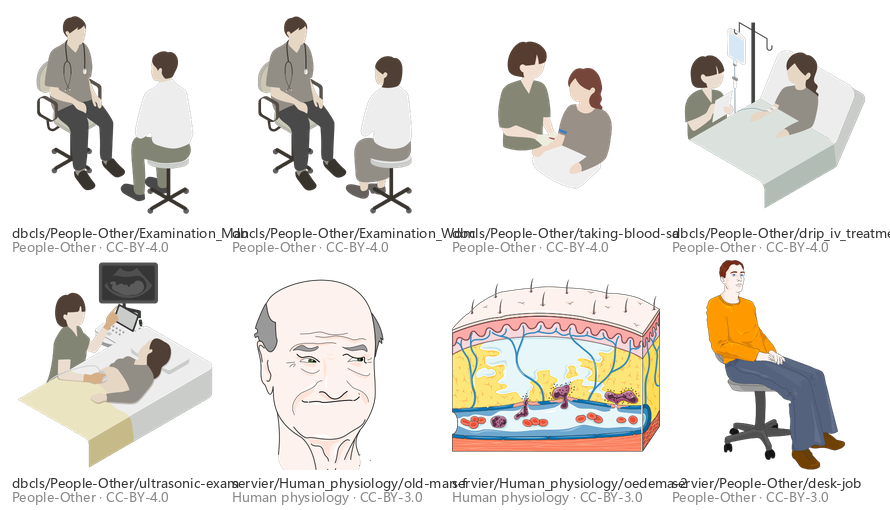 dbcls/People-Other/Examination_Man
People-Other · CC-BY-4.0
dbcls/People-Other/Examination_Wom
People-Other · CC-BY-4.0
dbcls/People-Other/taking-blood-sa
People-Other · CC-BY-4.0
dbcls/People-Other/drip_iv_treatme
People-Other · CC-BY-4.0
dbcls/People-Other/ultrasonic-exam
People-Other · CC-BY-4.0
servier/Human_physiology/old-man-f
Human physiology · CC-BY-3.0
servier/Human_physiology/oedema-2
Human physiology · CC-BY-3.0
servier/People-Other/desk-job
People-Other · CC-BY-3.0